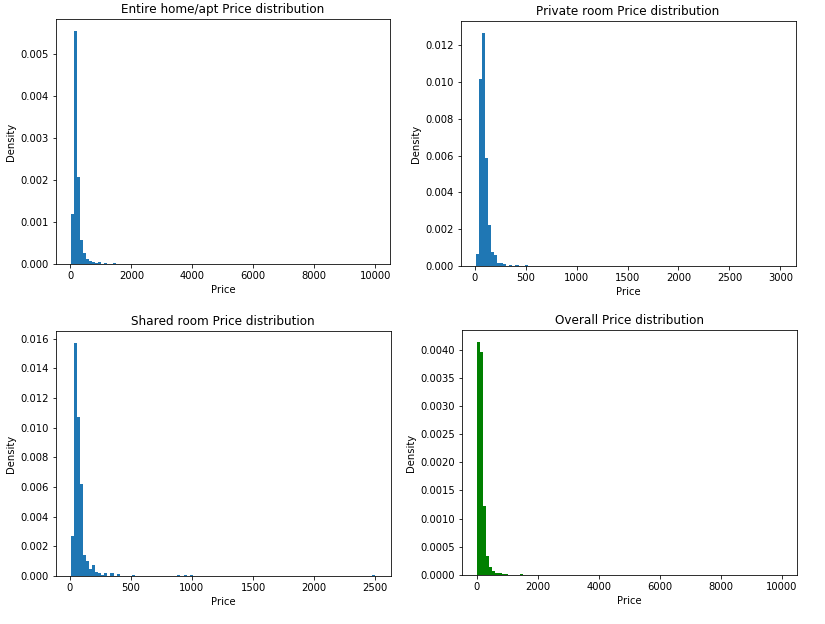 Entire home/apt Price distribution
0.005
0.004
0.003
0.002
0.001
0.000
Density
0 2000 4000 6000 8000 10000
Price
Private room Price distribution
0.012
0.010
0.008
0.006
0.004
0.002
0.000
Density
0 500 1000 1500 2000 2500 3000
Price
Shared room Price distribution
0.016
0.014
0.012
0.010
0.008
0.006
0.004
0.002
0.000
Density
0 500 1000 1500 2000 2500
Price
Overall Price distribution
0.0040
0.0035
0.0030
0.0025
0.0020
0.0015
0.0010
0.0005
0.0000
Density
0 2000 4000 6000 8000 10000
Price